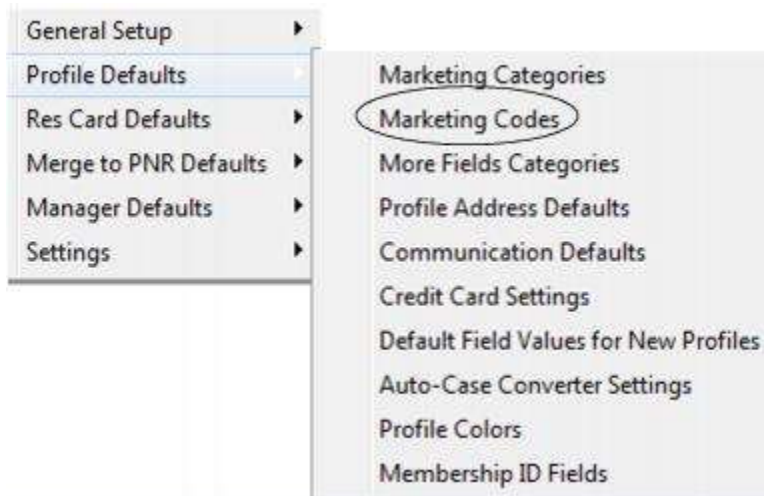 General Setup
Profile Defaults
Res Card Defaults
Merge to PNR Defaults
Manager Defaults
Settings
Marketing Categories
Marketing Codes
More Fields Categories
Profile Address Defaults
Communication Defaults
Credit Card Settings
Default Field Values for New Profiles
Auto-Case Converter Settings
Profile Colors
Membership ID Fields